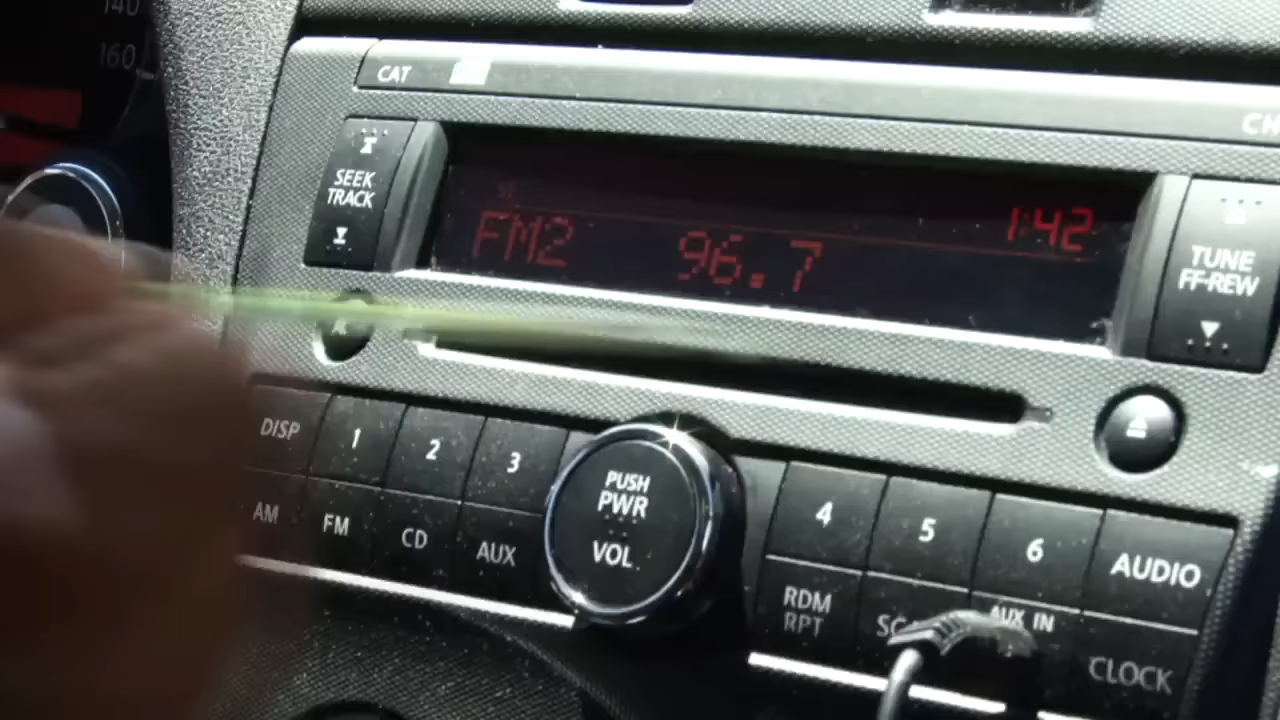 140
160
CAT
CH
SEEK
TRACK
FM2 96.7 1:42
TUNE
FF-REW
DISP 1 2 3
PUSH
PWR
VOL
4 5 6 AUDIO
AM FM CD AUX
RDM
RPT
AUX IN
CLOCK